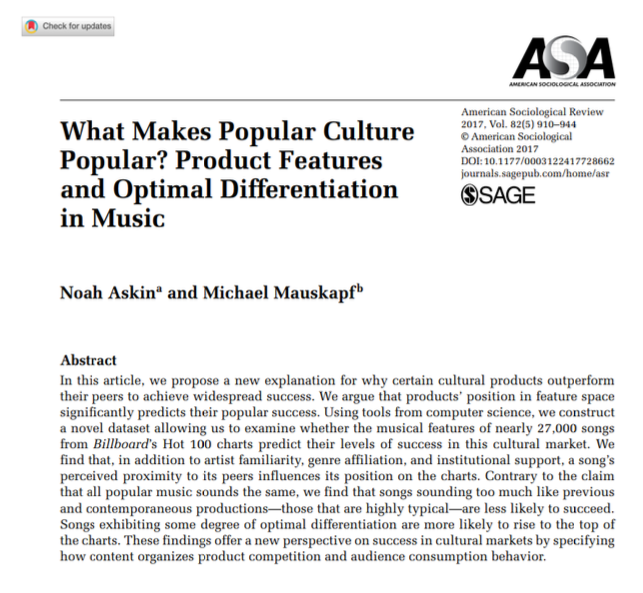 Check for updates
ASA
AMERICAN SOCIOLOGICAL ASSOCIATION
American Sociological Review
2017, Vol. 82(5) 910–944
© American Sociological
Association 2017
DOI: 10.1177/0003122417728662
journals.sagepub.com/home/asr
SAGE
What Makes Popular Culture
Popular? Product Features
and Optimal Differentiation
in Music
Noah Askinᵃ and Michael Mauskapfᵇ
Abstract
In this article, we propose a new explanation for why certain cultural products outperform
their peers to achieve widespread success. We argue that products’ position in feature space
significantly predicts their popular success. Using tools from computer science, we construct
a novel dataset allowing us to examine whether the musical features of nearly 27,000 songs
from Billboard’s Hot 100 charts predict their levels of success in this cultural market. We
find that, in addition to artist familiarity, genre affiliation, and institutional support, a song’s
perceived proximity to its peers influences its position on the charts. Contrary to the claim
that all popular music sounds the same, we find that songs sounding too much like previous
and contemporaneous productions—those that are highly typical—are less likely to succeed.
Songs exhibiting some degree of optimal differentiation are more likely to rise to the top of
the charts. These findings offer a new perspective on success in cultural markets by specifying
how content organizes product competition and audience consumption behavior.